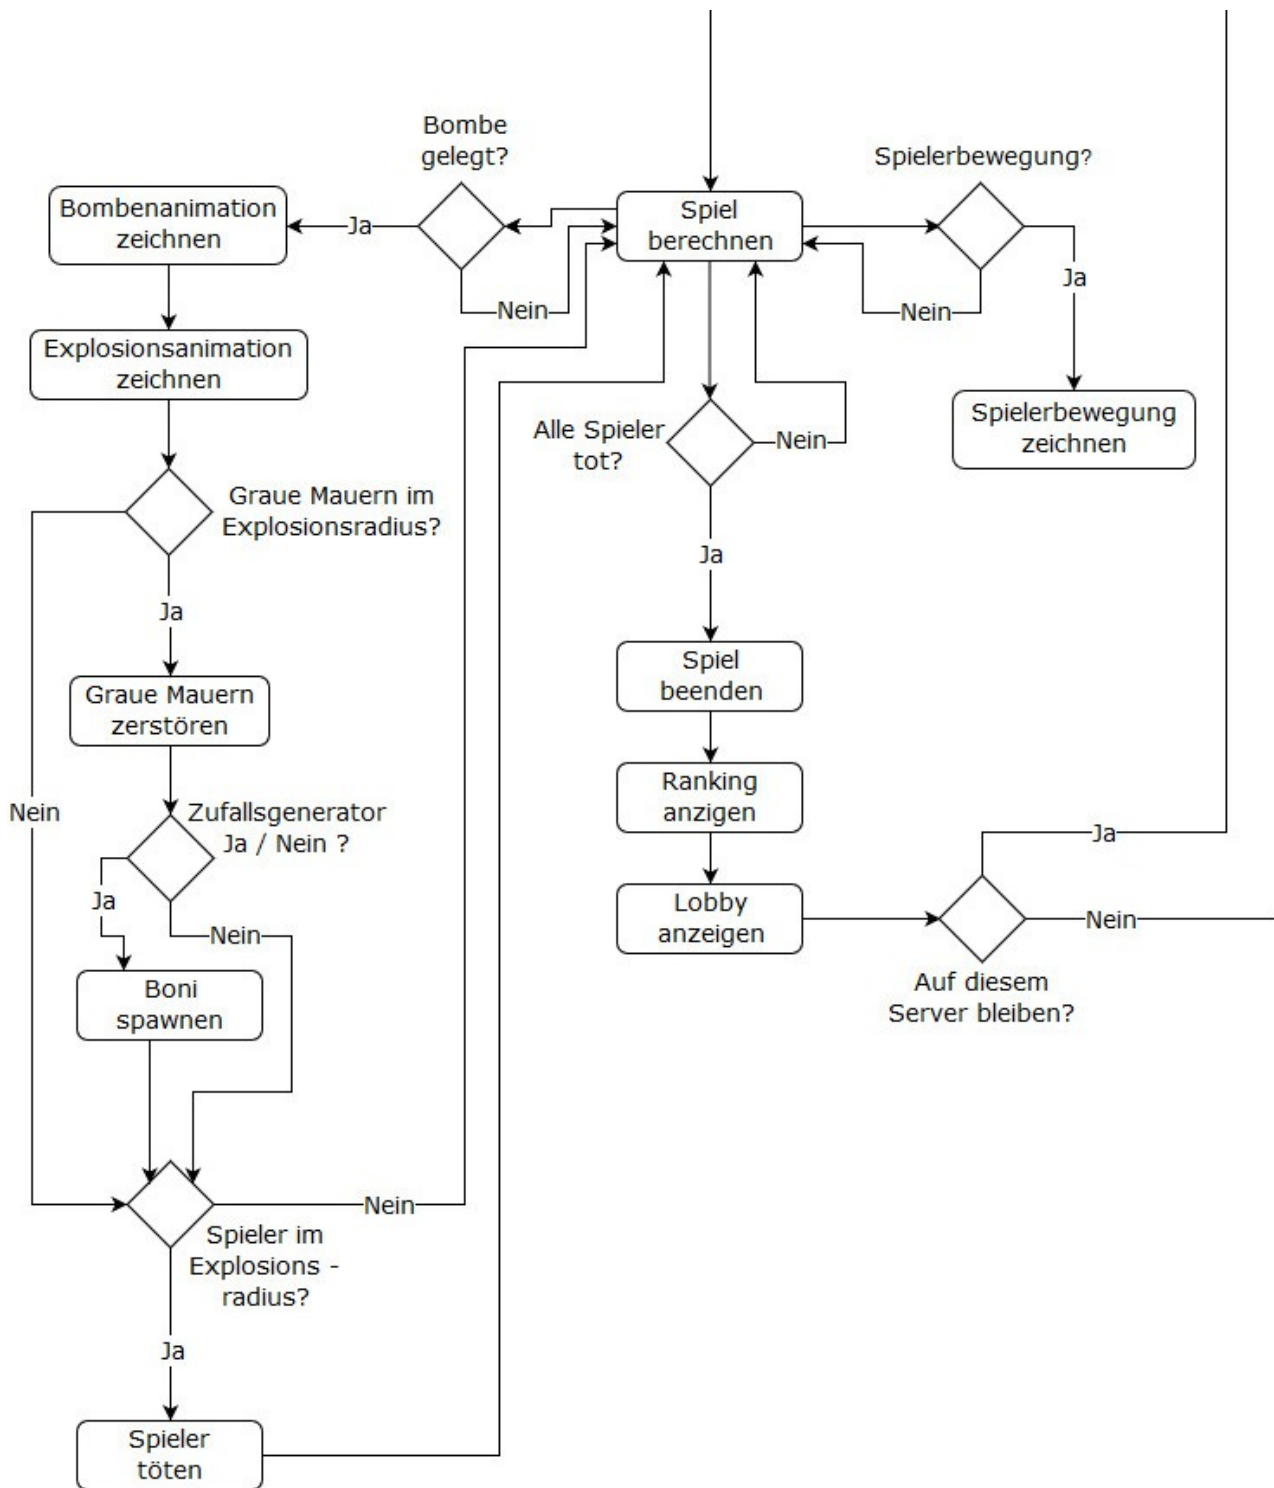 Bombe
gelegt?
Spielerbewegung?
Bombenanimation
zeichnen
Ja
Spiel
berechnen
Ja
Nein
Nein
Explosionsanimation
zeichnen
Spielerbewegung
zeichnen
Alle Spieler
tot?
Nein
Graue Mauern im
Explosionsradius?
Ja
Ja
Spiel
beenden
Graue Mauern
zerstören
Ranking
anzigen
Nein
Zufallsgenerator
Ja / Nein ?
Ja
Ja
Nein
Lobby
anzeigen
Nein
Auf diesem
Server bleiben?
Boni
spawnen
Nein
Spieler im
Explosions -
radius?
Ja
Spieler
töten